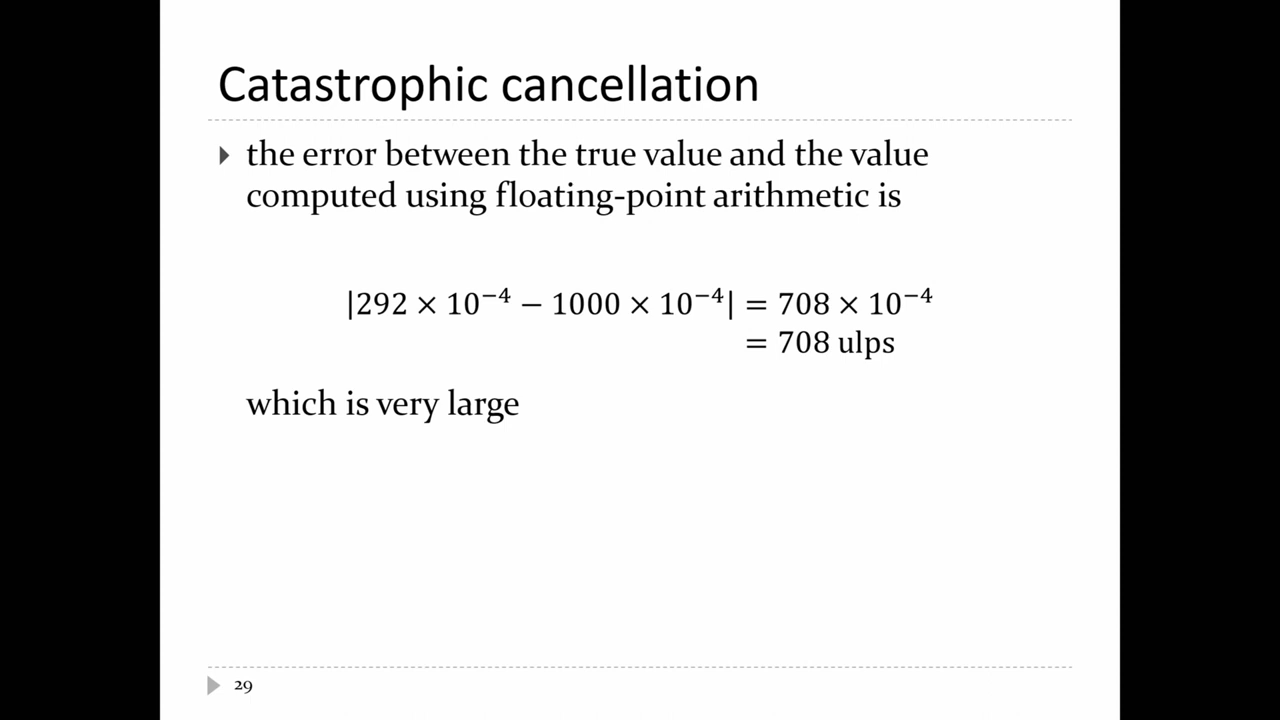 Catastrophic cancellation
the error between the true value and the value
computed using floating-point arithmetic is
|292 × 10⁻⁴ − 1000 × 10⁻⁴| = 708 × 10⁻⁴
= 708 ulps
which is very large
29